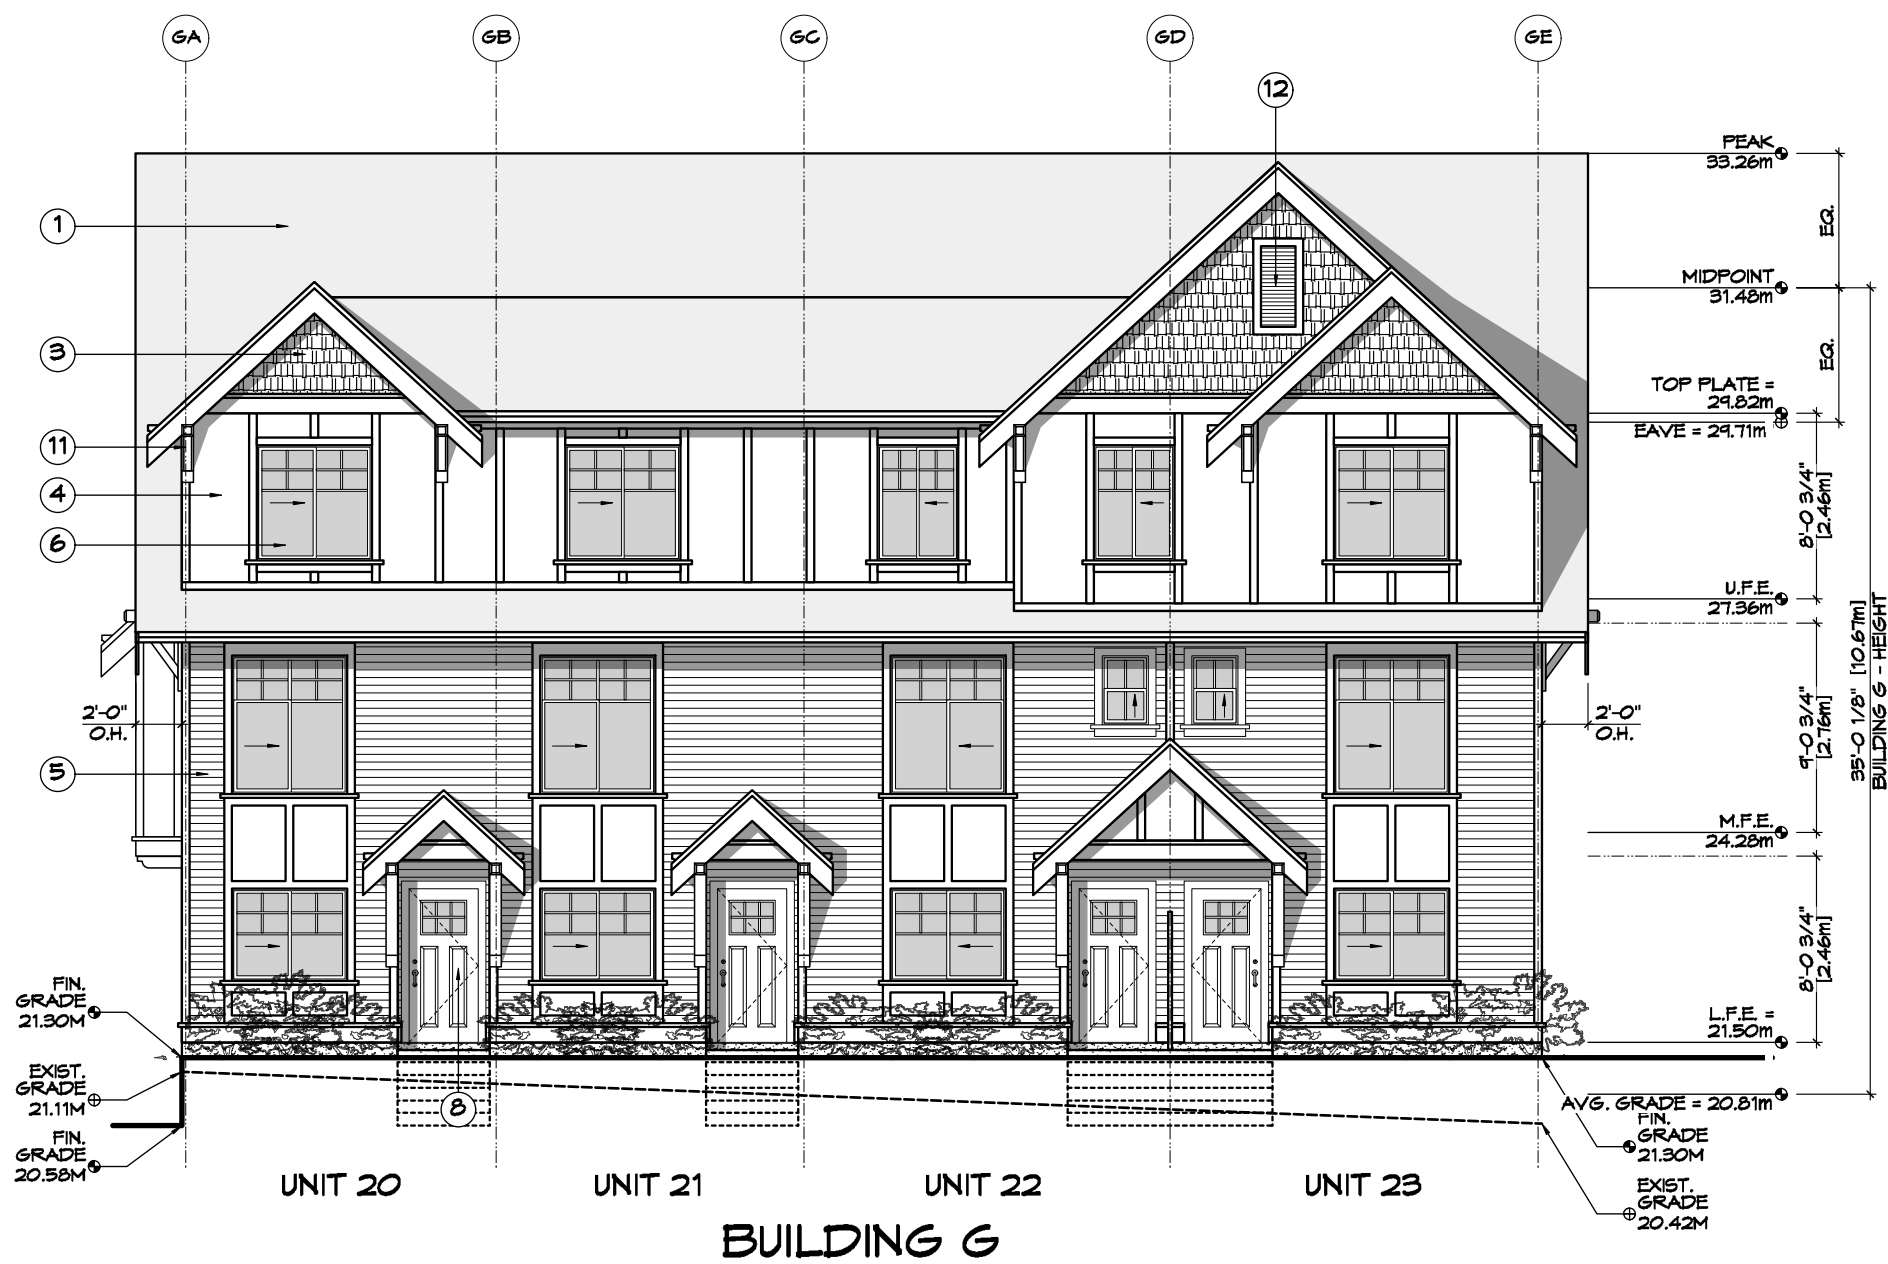 GA
GB
GC
GD
GE
12
PEAK
33.26m
1
EQ.
MIDPOINT
31.48m
3
EQ.
TOP PLATE =
29.82m
EAVE = 29.71m
11
4
6
8'-0 3/4"
[2.46m]
U.F.E.
27.36m
35'-0 1/8" [10.67m]
BUILDING G - HEIGHT
2'-0"
O.H.
2'-0"
O.H.
9'-0 3/4"
[2.76m]
5
M.F.E.
24.28m
8'-0 3/4"
[2.46m]
FIN.
GRADE
21.30M
L.F.E. =
21.50m
EXIST.
GRADE
21.11M
8
AVG. GRADE = 20.81m
FIN.
GRADE
20.58M
FIN.
GRADE
21.30M
EXIST.
GRADE
20.42M
UNIT 20
UNIT 21
UNIT 22
UNIT 23
BUILDING G